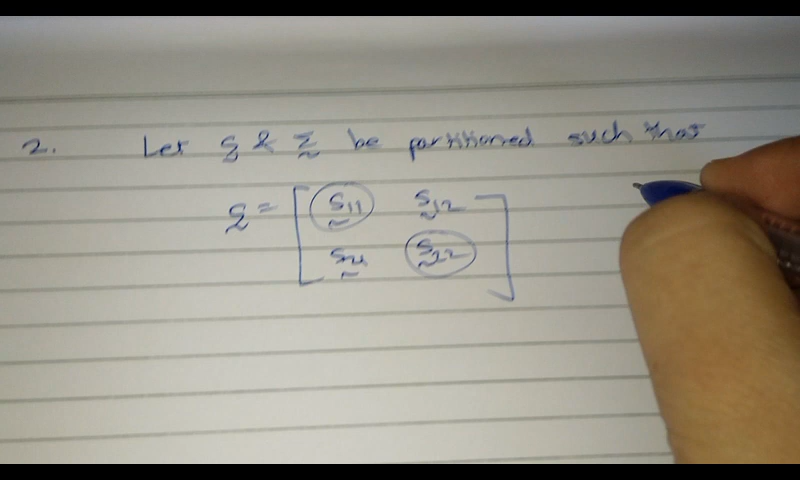 2. Let S & Σ be partitioned such that
S = [ S11 S12
S21 S22 ]